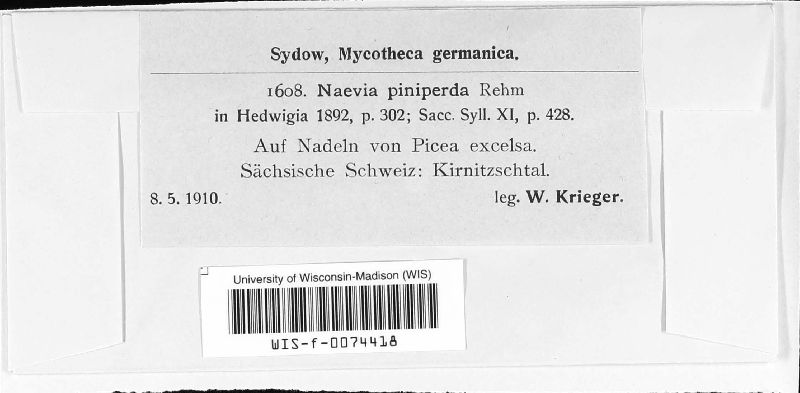 Sydow, Mycotheca germanica.
1608. Naevia piniperda Rehm
in Hedwigia 1892, p. 302; Sacc. Syll. XI, p. 428.
Auf Nadeln von Picea excelsa.
Sächsische Schweiz: Kirnitzschtal.
8. 5. 1910. leg. W. Krieger.
University of Wisconsin-Madison (WIS)
WIS-f-0074418